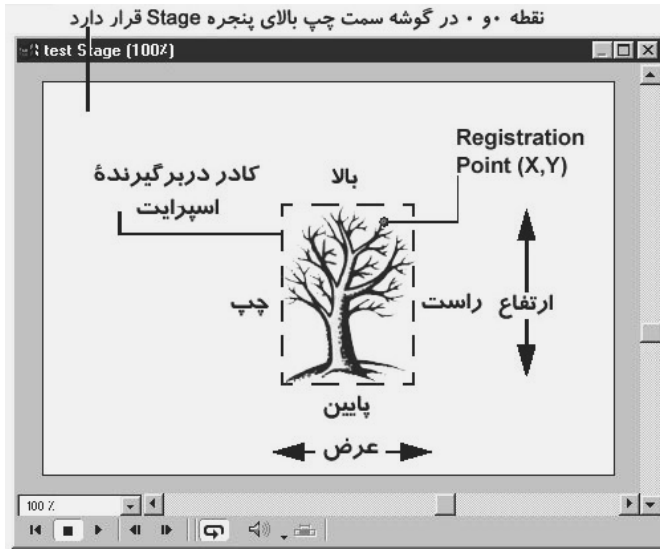 نقطه ۰و ۰ در گوشه سمت چپ بالای پنجره Stage قرار دارد
test Stage (100%)
Registration
Point (X,Y)
کادر دربرگیرندهٔ
اسپرایت
بالا
چپ
راست
ارتفاع
پایین
عرض
100 %